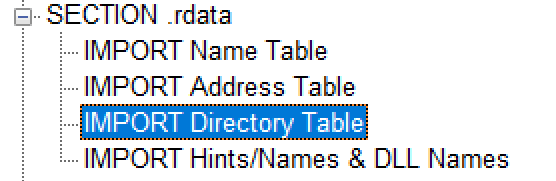 SECTION .rdata
IMPORT Name Table
IMPORT Address Table
IMPORT Directory Table
IMPORT Hints/Names & DLL Names